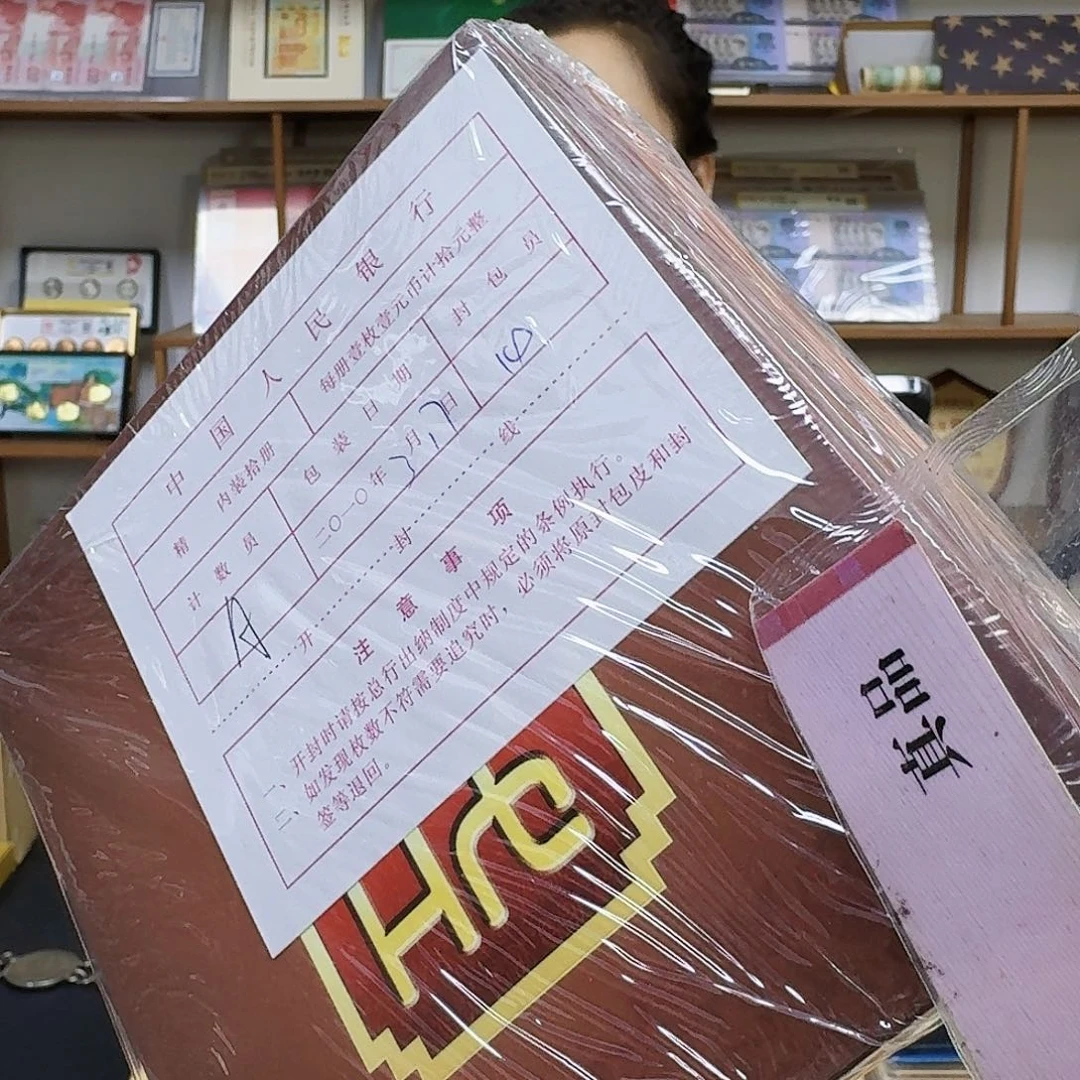 中国人民银行
内装拾册 每册壹枚壹元币计拾元整
精 包装日期 封包员
计数员 二〇一〇年3月17日
开封线
注意事项
一、开封时请按总行出纳制度中规定的条例执行。
二、如发现枚数不符需要追究时，必须将原封包皮和封
签等退回。
真品